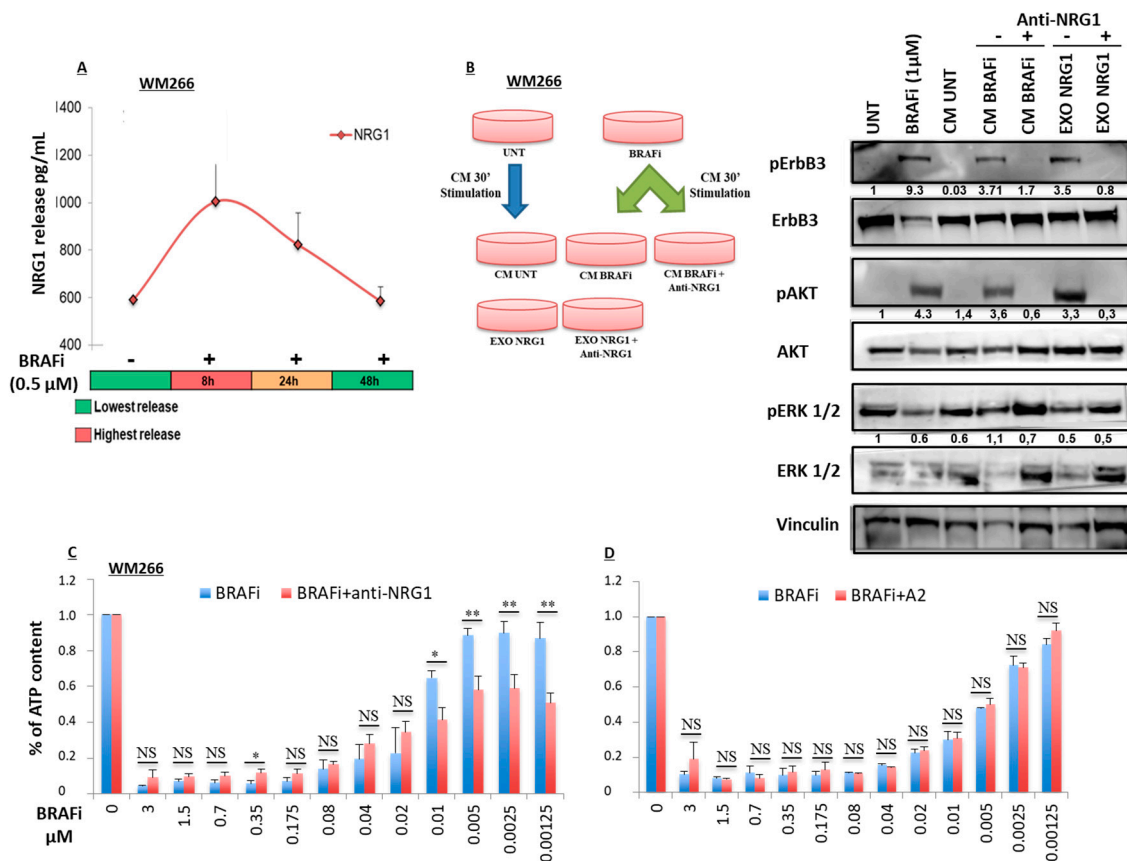 A
WM266
1400
1200
1000
800
600
400
NRG1 release pg/mL
NRG1
BRAFi
(0.5 µM)
- + + +
8h 24h 48h
Lowest release
Highest release
B
WM266
UNT
BRAFi
CM 30'
Stimulation
CM 30'
Stimulation
CM UNT
CM BRAFi
CM BRAFi +
Anti-NRG1
EXO NRG1
EXO NRG1 +
Anti-NRG1
Anti-NRG1
- + - +
UNT
BRAFi (1µM)
CM UNT
CM BRAFi
CM BRAFi
EXO NRG1
EXO NRG1
pErbB3
1 9.3 0.03 3.71 1.7 3.5 0.8
ErbB3
pAKT
1 4.3 1,4 3,6 0,6 3,3 0,3
AKT
pERK 1/2
1 0.6 0.6 1,1 0,7 0.5 0,5
ERK 1/2
Vinculin
C
WM266
BRAFi BRAFi+anti-NRG1
% of ATP content
1.2
1.0
0.8
0.6
0.4
0.2
0
NS NS NS * NS NS NS NS * ** ** **
BRAFi
µM
0 3 1.5 0.7 0.35 0.175 0.08 0.04 0.02 0.01 0.005 0.0025 0.00125
D
BRAFi BRAFi+A2
1.2
1.0
0.8
0.6
0.4
0.2
0
NS NS NS NS NS NS NS NS NS NS NS NS
0 3 1.5 0.7 0.35 0.175 0.08 0.04 0.02 0.01 0.005 0.0025 0.00125